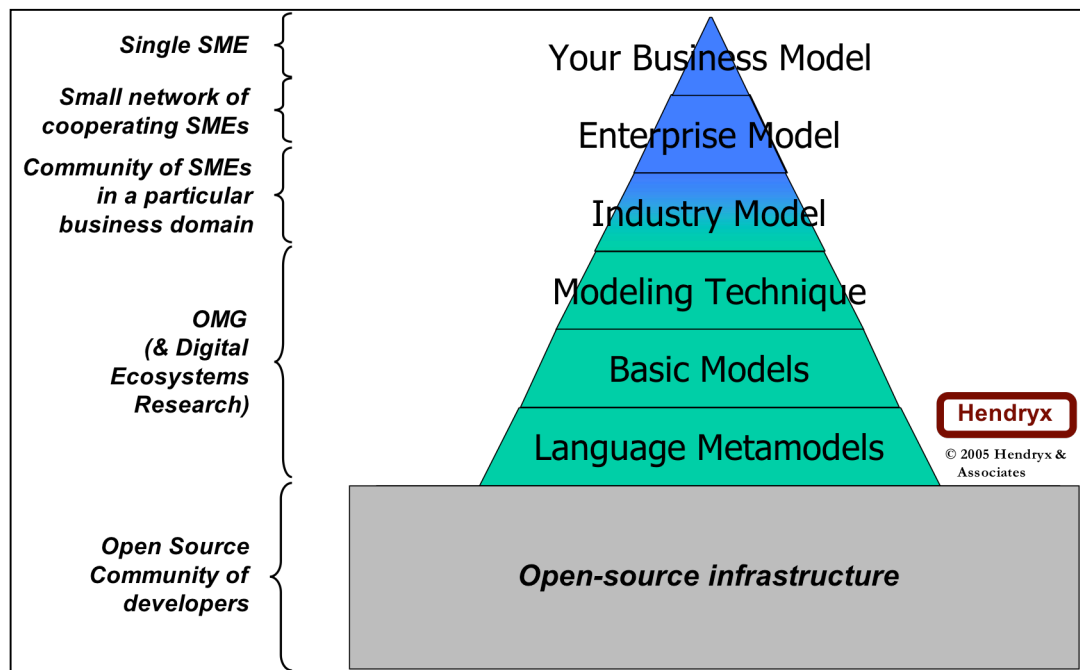 Single SME
Your Business Model
Small network of
cooperating SMEs
Enterprise Model
Community of SMEs
in a particular
business domain
Industry Model
OMG
(& Digital
Ecosystems
Research)
Modeling Technique
Basic Models
Language Metamodels
Hendryx
© 2005 Hendryx &
Associates
Open Source
Community of
developers
Open-source infrastructure